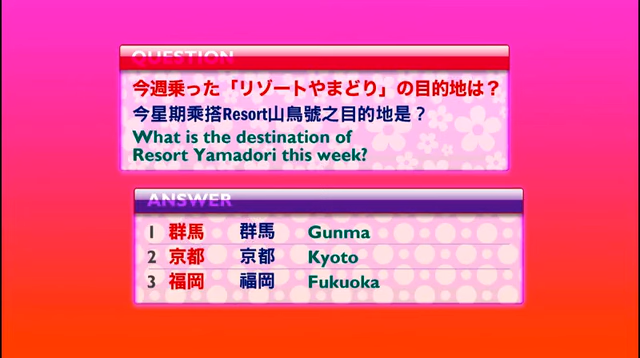 QUESTION
今週乗った「リゾートやまどり」の目的地は？
今星期乘搭Resort山鳥號之目的地是？
What is the destination of
Resort Yamadori this week?
ANSWER
1 群馬 群馬 Gunma
2 京都 京都 Kyoto
3 福岡 福岡 Fukuoka